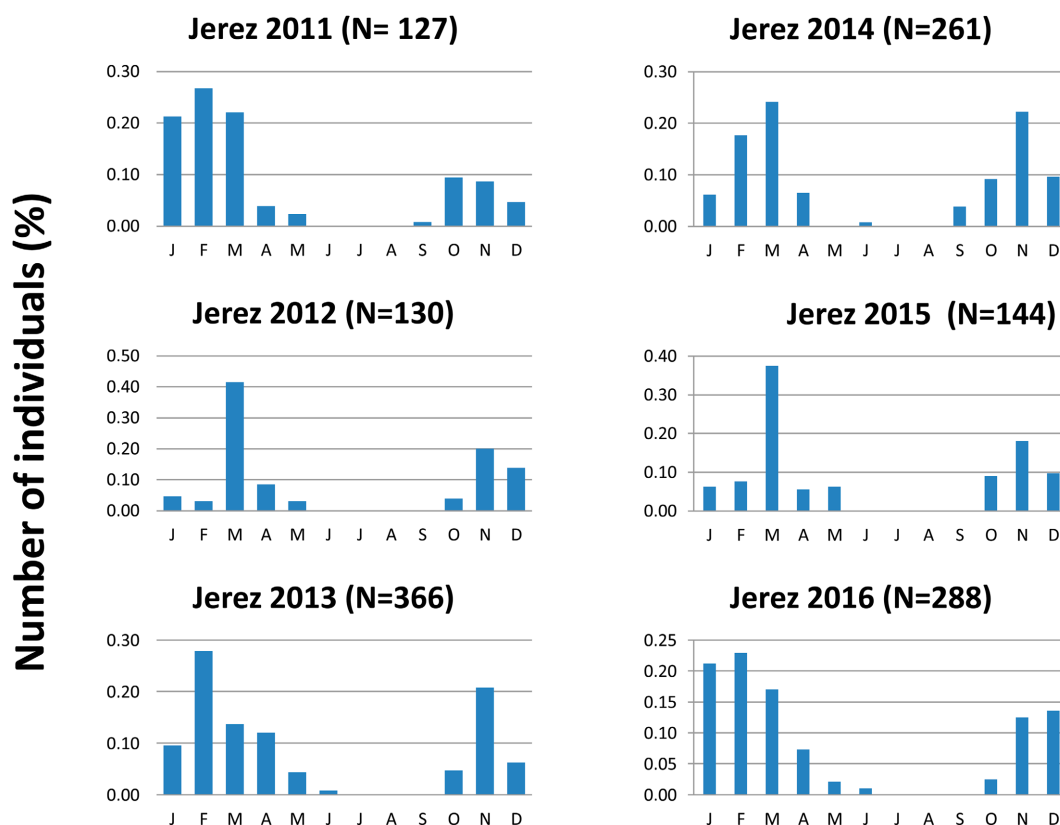 Number of individuals (%)
Jerez 2011 (N= 127)
0.30
0.20
0.10
0.00
J F M A M J J A S O N D
Jerez 2014 (N=261)
0.30
0.20
0.10
0.00
J F M A M J J A S O N D
Jerez 2012 (N=130)
0.50
0.40
0.30
0.20
0.10
0.00
J F M A M J J A S O N D
Jerez 2015 (N=144)
0.40
0.30
0.20
0.10
0.00
J F M A M J J A S O N D
Jerez 2013 (N=366)
0.30
0.20
0.10
0.00
J F M A M J J A S O N D
Jerez 2016 (N=288)
0.25
0.20
0.15
0.10
0.05
0.00
J F M A M J J A S O N D